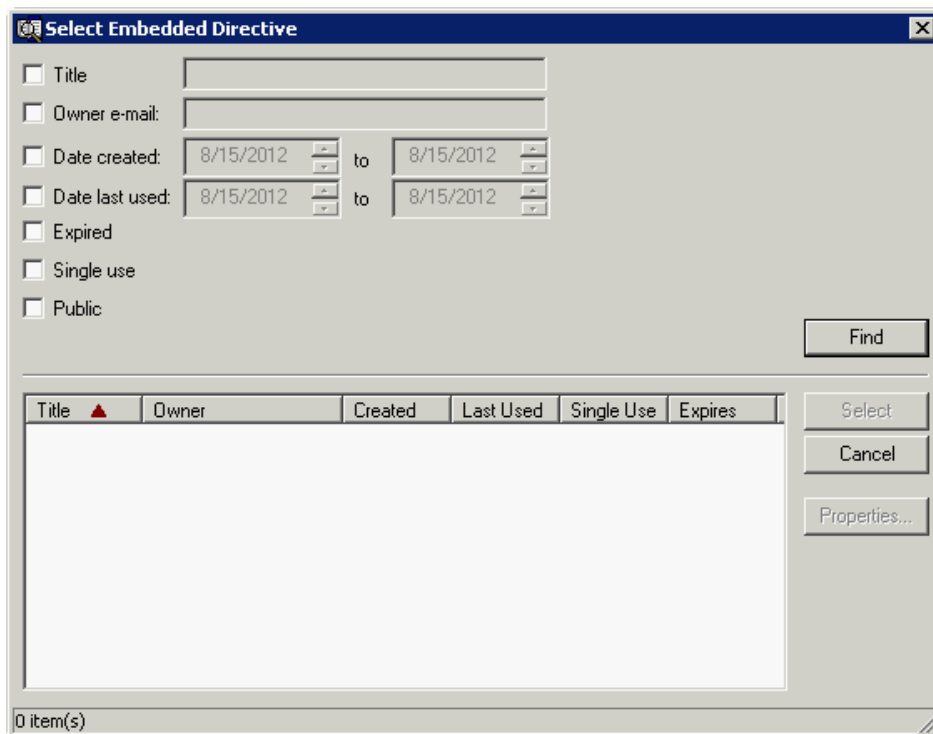 Select Embedded Directive
Title
Owner e-mail:
Date created: 8/15/2012 to 8/15/2012
Date last used: 8/15/2012 to 8/15/2012
Expired
Single use
Public
Find
Title Owner Created Last Used Single Use Expires
Select
Cancel
Properties...
0 item(s)